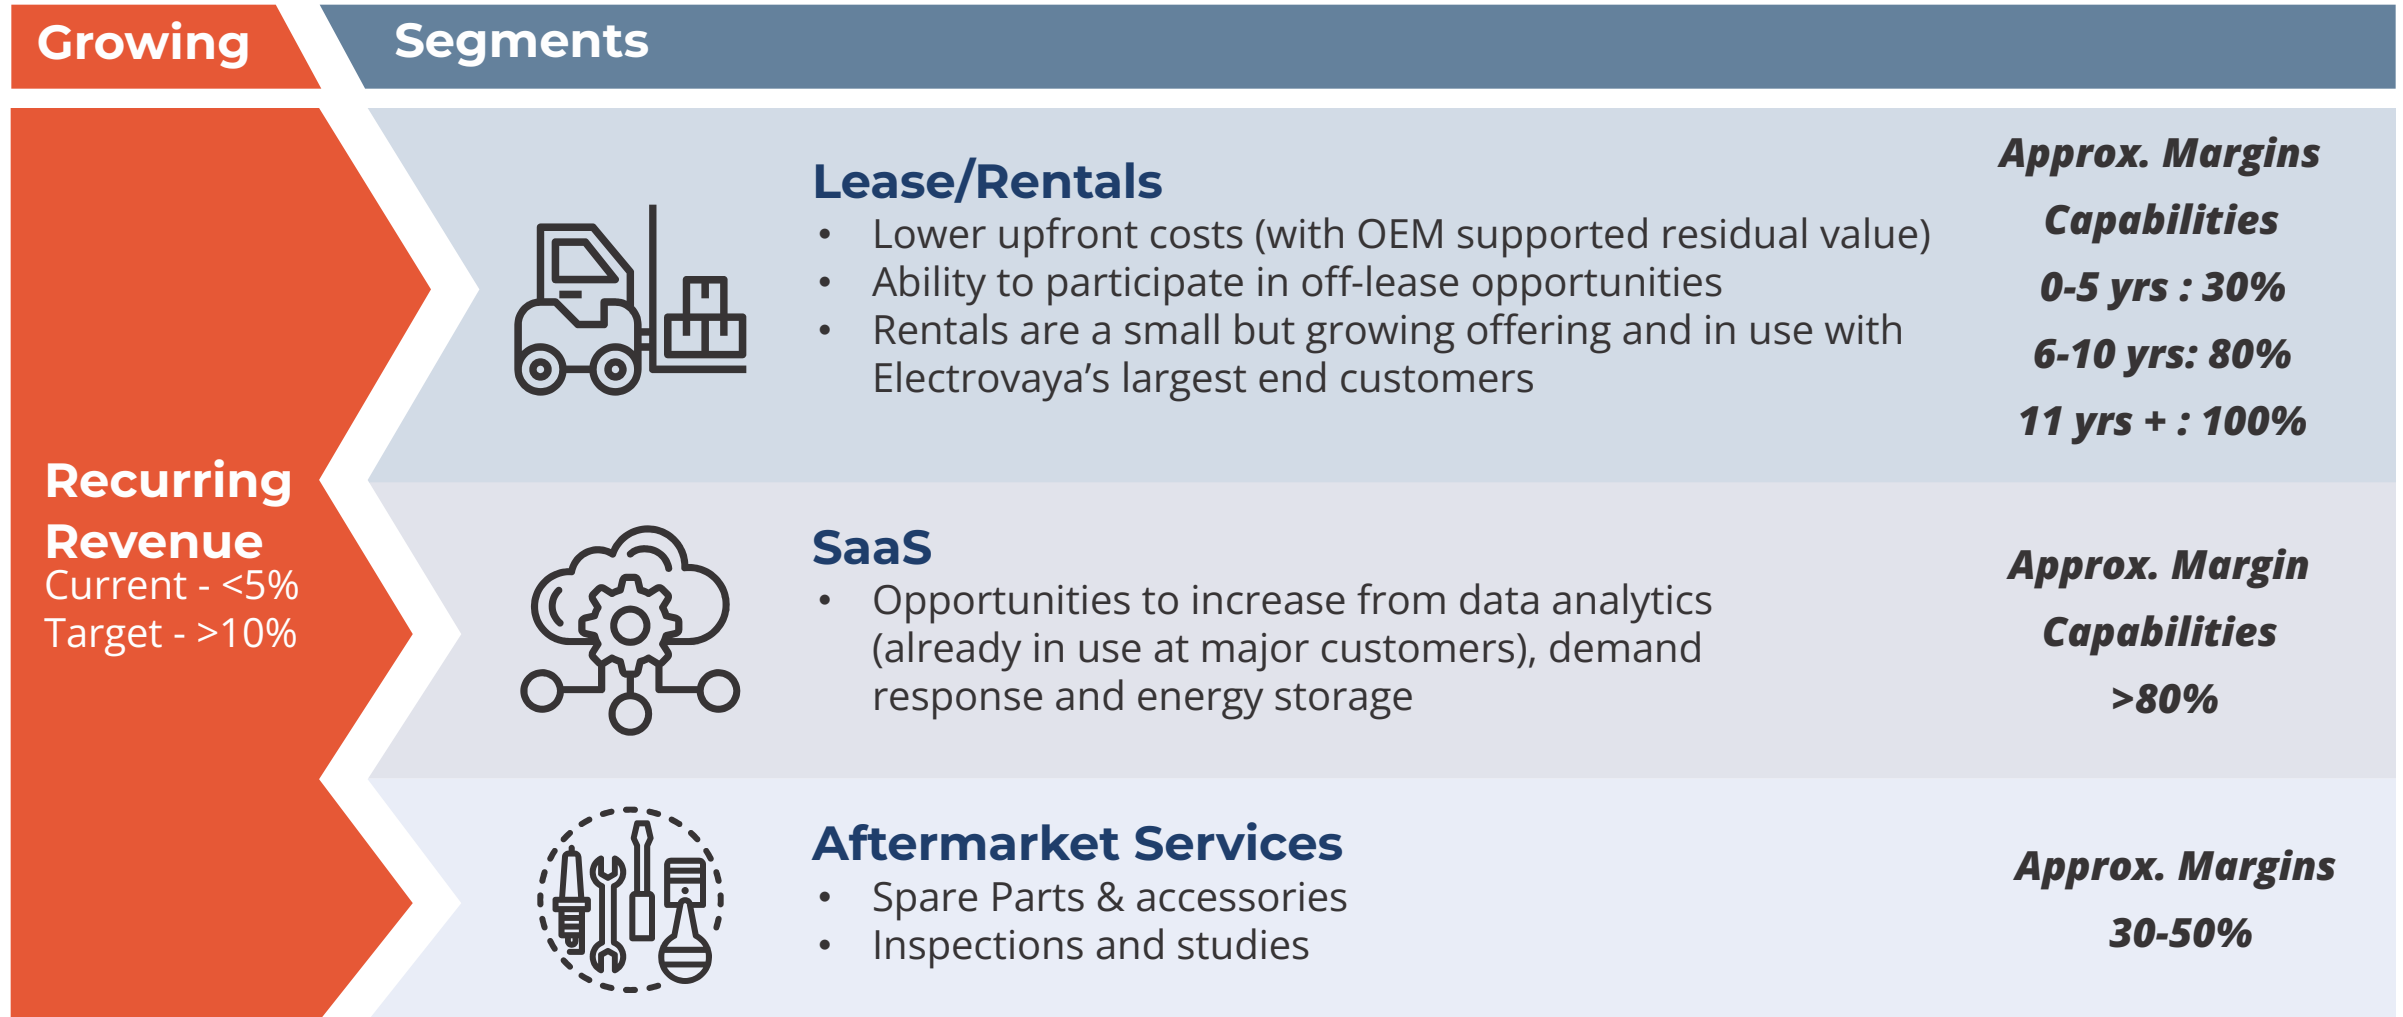 Growing
Segments
Recurring
Revenue
Current - <5%
Target - >10%
Lease/Rentals
• Lower upfront costs (with OEM supported residual value)
• Ability to participate in off-lease opportunities
• Rentals are a small but growing offering and in use with
Electrovaya’s largest end customers
Approx. Margins
Capabilities
0-5 yrs : 30%
6-10 yrs: 80%
11 yrs + : 100%
SaaS
• Opportunities to increase from data analytics
(already in use at major customers), demand
response and energy storage
Approx. Margin
Capabilities
>80%
Aftermarket Services
• Spare Parts & accessories
• Inspections and studies
Approx. Margins
30-50%